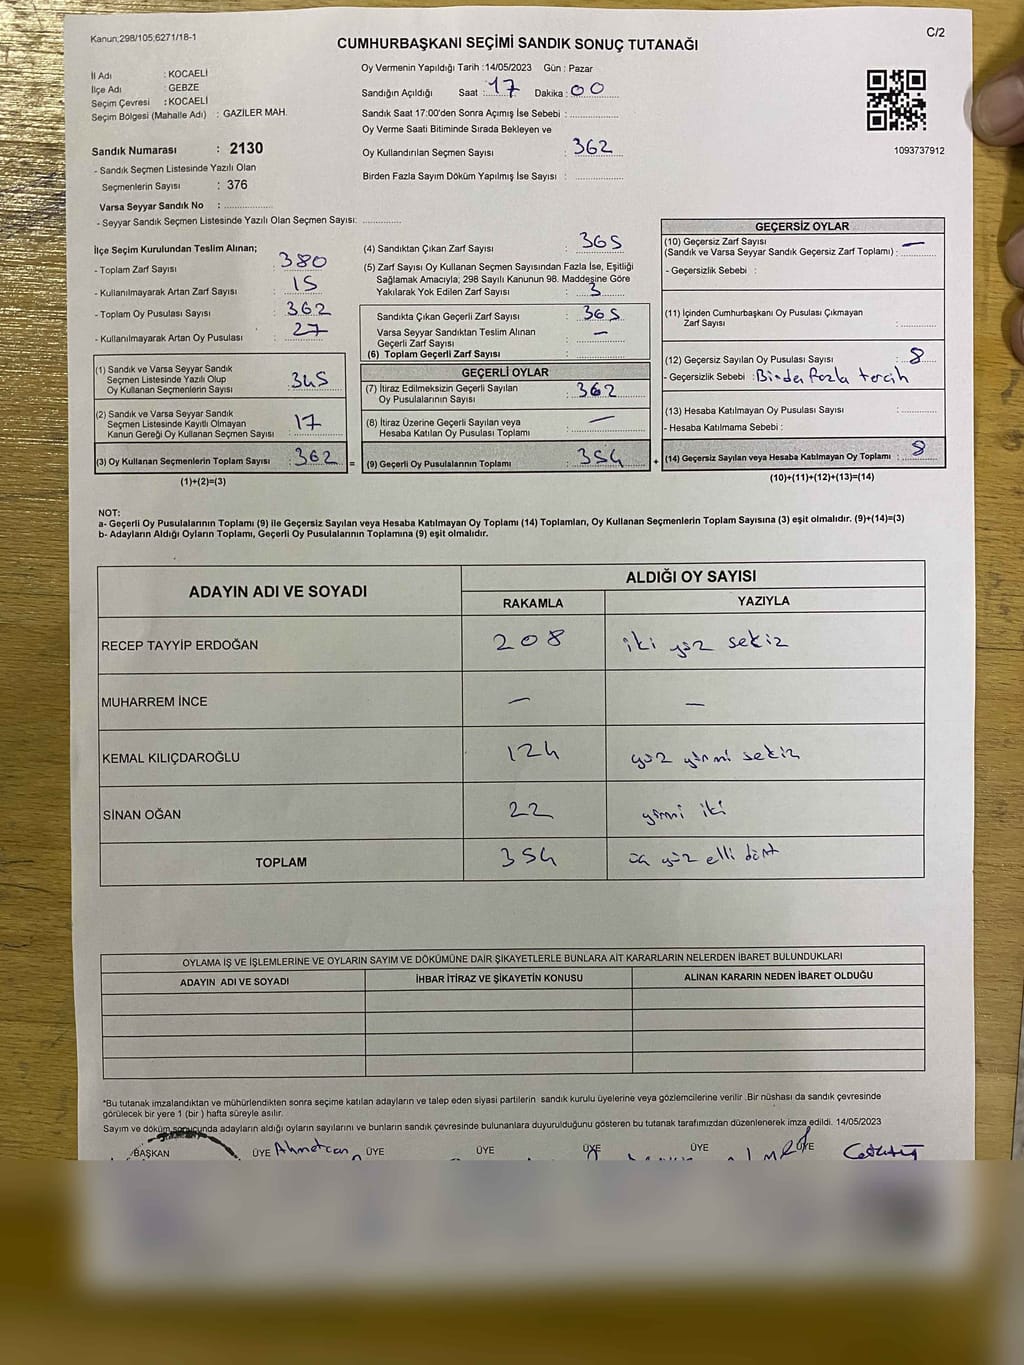 Kanun;298/105;6271/18-1
C/2
CUMHURBAŞKANI SEÇİMİ SANDIK SONUÇ TUTANAĞI
İl Adı : KOCAELİ
İlçe Adı : GEBZE
Seçim Çevresi : KOCAELİ
Seçim Bölgesi (Mahalle Adı) : GAZİLER MAH.
Sandık Numarası : 2130
- Sandık Seçmen Listesinde Yazılı Olan
Seçmenlerin Sayısı : 376
Varsa Seyyar Sandık No : ..............
- Seyyar Sandık Seçmen Listesinde Yazılı Olan Seçmen Sayısı: ............
Oy Vermenin Yapıldığı Tarih :14/05/2023 Gün : Pazar
Sandığın Açıldığı Saat : 17 Dakika : 00
Sandık Saat 17:00'den Sonra Açımış İse Sebebi : ..............
Oy Verme Saati Bitiminde Sırada Bekleyen ve
Oy Kullandırılan Seçmen Sayısı : 362
Birden Fazla Sayım Döküm Yapılmış İse Sayısı : ..............
1093737912
İlçe Seçim Kurulundan Teslim Alınan;
- Toplam Zarf Sayısı : 380
- Kullanılmayarak Artan Zarf Sayısı : 15
- Toplam Oy Pusulası Sayısı : 362
- Kullanılmayarak Artan Oy Pusulası : 27
(1) Sandık ve Varsa Seyyar Sandık
Seçmen Listesinde Yazılı Olup
Oy Kullanan Seçmenlerin Sayısı : 345
(2) Sandık ve Varsa Seyyar Sandık
Seçmen Listesinde Kayıtlı Olmayan
Kanun Gereği Oy Kullanan Seçmen Sayısı : 17
(3) Oy Kullanan Seçmenlerin Toplam Sayısı : 362 =
(1)+(2)=(3)
(4) Sandıktan Çıkan Zarf Sayısı : 365
(5) Zarf Sayısı Oy Kullanan Seçmen Sayısından Fazla İse, Eşitliği
Sağlamak Amacıyla; 298 Sayılı Kanunun 98. Maddesine Göre
Yakılarak Yok Edilen Zarf Sayısı : 3
Sandıkta Çıkan Geçerli Zarf Sayısı : 365
Varsa Seyyar Sandıktan Teslim Alınan
Geçerli Zarf Sayısı : —
(6) Toplam Geçerli Zarf Sayısı : ..............
GEÇERLİ OYLAR
(7) İtiraz Edilmeksizin Geçerli Sayılan
Oy Pusulalarının Sayısı : 362
(8) İtiraz Üzerine Geçerli Sayılan veya
Hesaba Katılan Oy Pusulası Toplamı : —
(9) Geçerli Oy Pusulalarının Toplamı : 354 +
GEÇERSİZ OYLAR
(10) Geçersiz Zarf Sayısı —
(Sandık ve Varsa Seyyar Sandık Geçersiz Zarf Toplamı) : ..........
- Geçersizlik Sebebi :
(11) İçinden Cumhurbaşkanı Oy Pusulası Çıkmayan
Zarf Sayısı : ..........
(12) Geçersiz Sayılan Oy Pusulası Sayısı : 8
- Geçersizlik Sebebi : Birden fazla tercih
(13) Hesaba Katılmayan Oy Pusulası Sayısı : ..........
- Hesaba Katılmama Sebebi :
(14) Geçersiz Sayılan veya Hesaba Katılmayan Oy Toplamı : 8
(10)+(11)+(12)+(13)=(14)
NOT:
a- Geçerli Oy Pusulalarının Toplamı (9) ile Geçersiz Sayılan veya Hesaba Katılmayan Oy Toplamı (14) Toplamları, Oy Kullanan Seçmenlerin Toplam Sayısına (3) eşit olmalıdır. (9)+(14)=(3)
b- Adayların Aldığı Oyların Toplamı, Geçerli Oy Pusulalarının Toplamına (9) eşit olmalıdır.
ADAYIN ADI VE SOYADI
ALDIĞI OY SAYISI
RAKAMLA YAZIYLA
RECEP TAYYİP ERDOĞAN 208 iki yüz sekiz
MUHARREM İNCE — —
KEMAL KILIÇDAROĞLU 124 yüz yirmi sekiz
SİNAN OĞAN 22 yirmi iki
TOPLAM 354 üç yüz elli dört
OYLAMA İŞ VE İŞLEMLERİNE VE OYLARIN SAYIM VE DÖKÜMÜNE DAİR ŞİKAYETLERLE BUNLARA AİT KARARLARIN NELERDEN İBARET BULUNDUKLARI
ADAYIN ADI VE SOYADI İHBAR İTİRAZ VE ŞİKAYETİN KONUSU ALINAN KARARIN NEDEN İBARET OLDUĞU
*Bu tutanak imzalandıktan ve mühürlendikten sonra seçime katılan adayların ve talep eden siyasi partilerin sandık kurulu üyelerine veya gözlemcilerine verilir .Bir nüshası da sandık çevresinde
görülecek bir yere 1 (bir ) hafta süreyle asılır.
Sayım ve döküm sonucunda adayların aldığı oyların sayılarını ve bunların sandık çevresinde bulunanlara duyurulduğunu gösteren bu tutanak tarafımızdan düzenlenerek imza edildi. 14/05/2023
BAŞKAN ÜYE Ahmetcan ÜYE ÜYE ÜYE ÜYE ÜYE